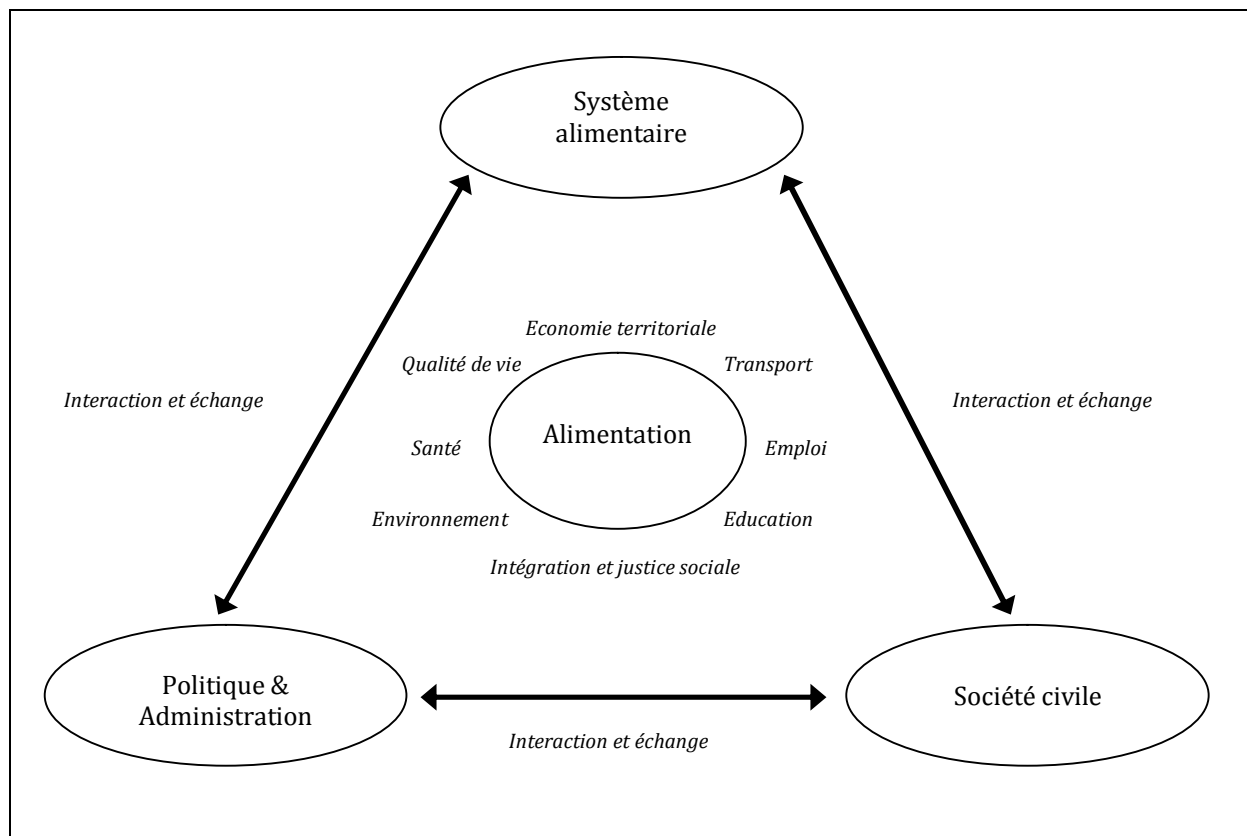 Système
alimentaire
Economie territoriale
Qualité de vie
Transport
Interaction et échange
Interaction et échange
Alimentation
Santé
Emploi
Environnement
Education
Intégration et justice sociale
Politique &
Administration
Société civile
Interaction et échange